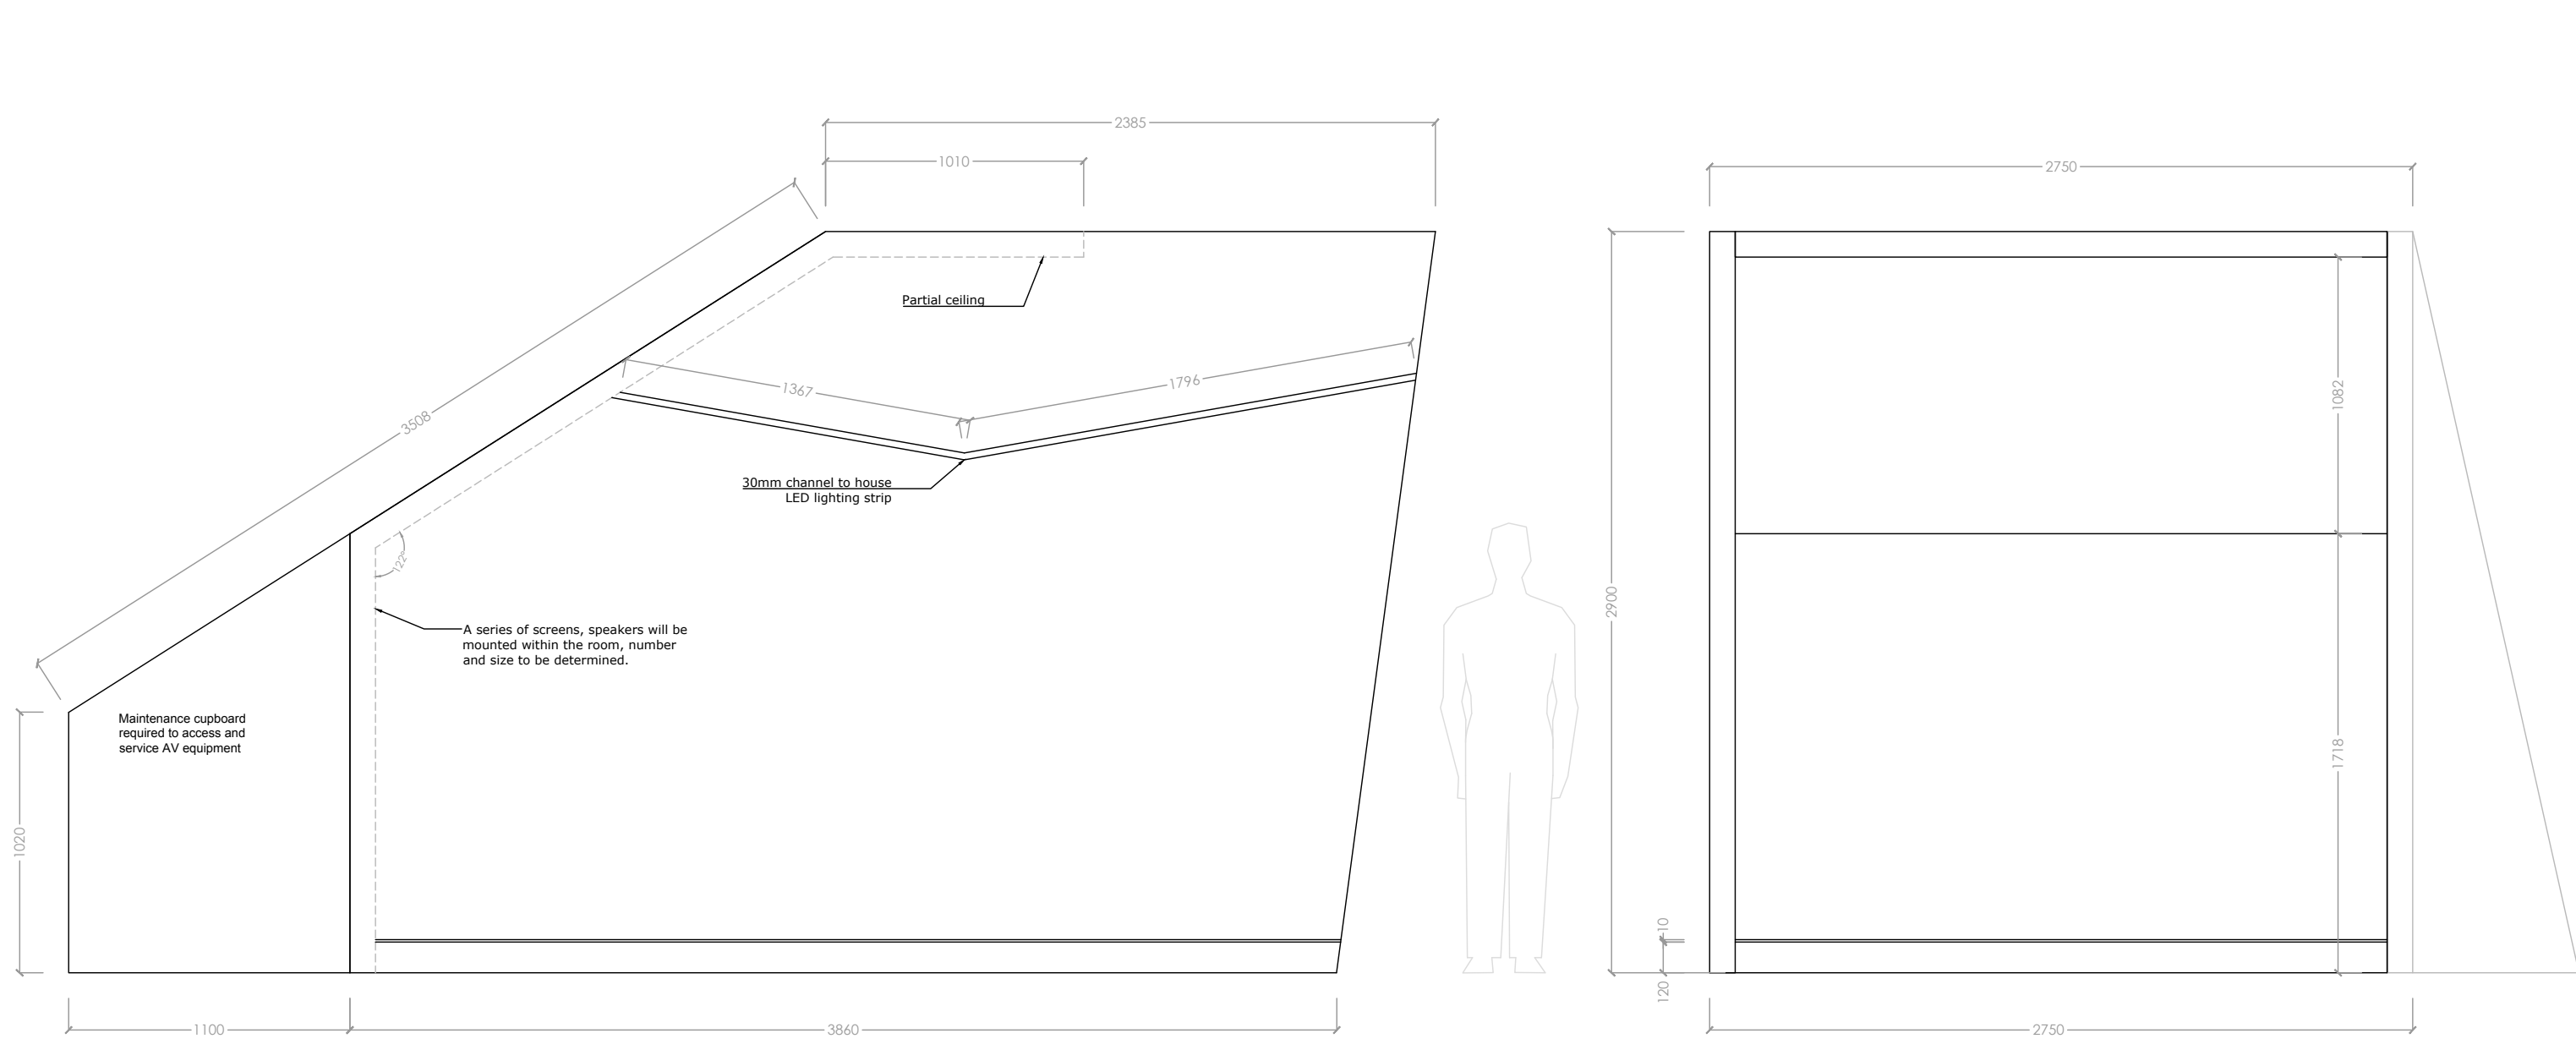 2385
1010
2750
3508
Partial ceiling
1367
1796
1082
30mm channel to house
LED lighting strip
122°
2900
A series of screens, speakers will be
mounted within the room, number
and size to be determined.
Maintenance cupboard
required to access and
service AV equipment
1718
1020
10
120
1100
3860
2750